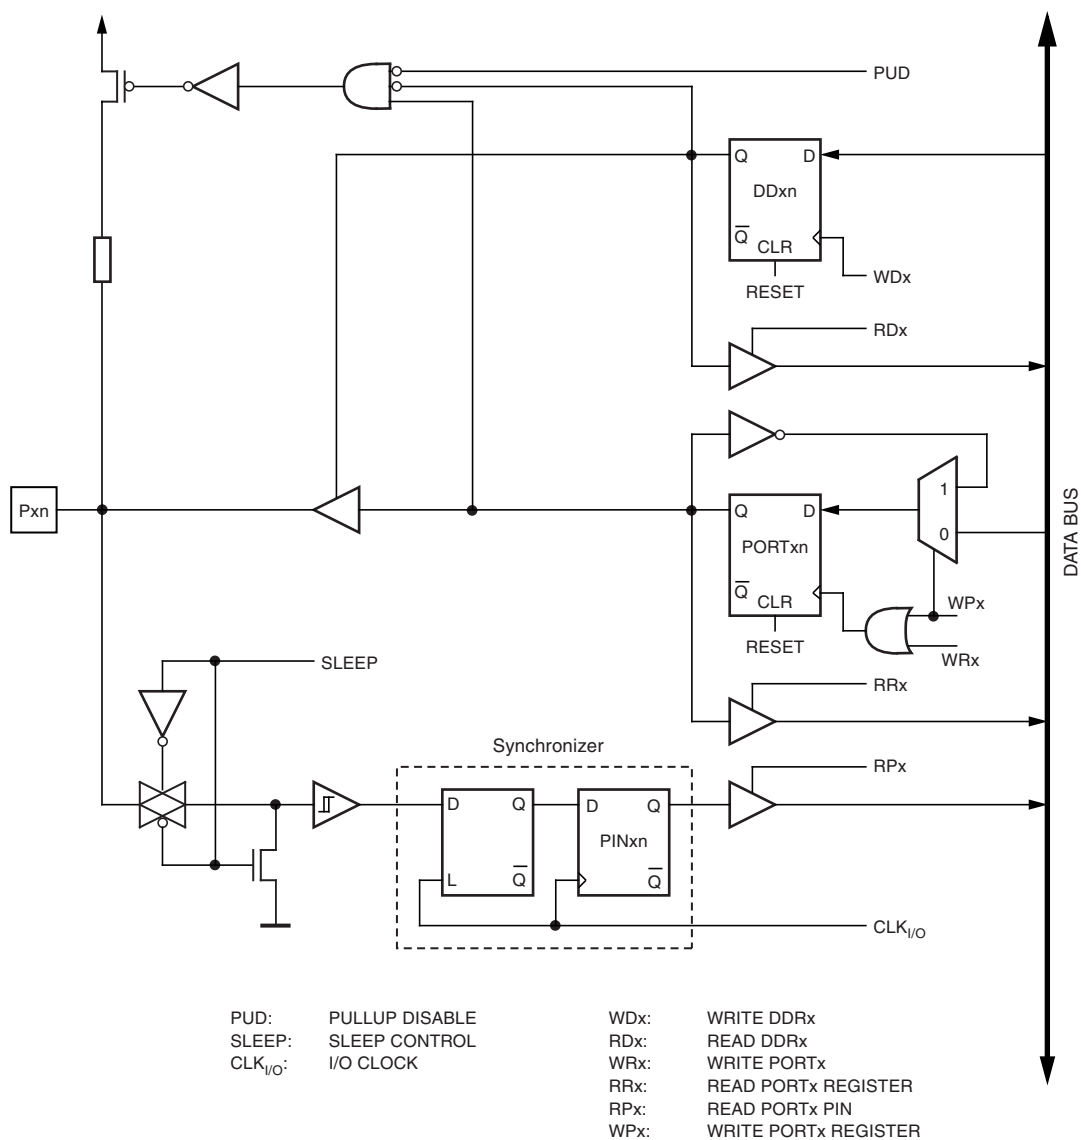 PUD
Q D
DDxn
Q
CLR
RESET
WDx
RDx
Pxn
1
Q D
0
PORTxn
Q
CLR
WPx
RESET
WRx
DATA BUS
SLEEP
RRx
Synchronizer
RPx
D Q D Q
PINxn
L Q Q
CLKI/O
PUD: PULLUP DISABLE
SLEEP: SLEEP CONTROL
CLKI/O: I/O CLOCK
WDx: WRITE DDRx
RDx: READ DDRx
WRx: WRITE PORTx
RRx: READ PORTx REGISTER
RPx: READ PORTx PIN
WPx: WRITE PORTx REGISTER